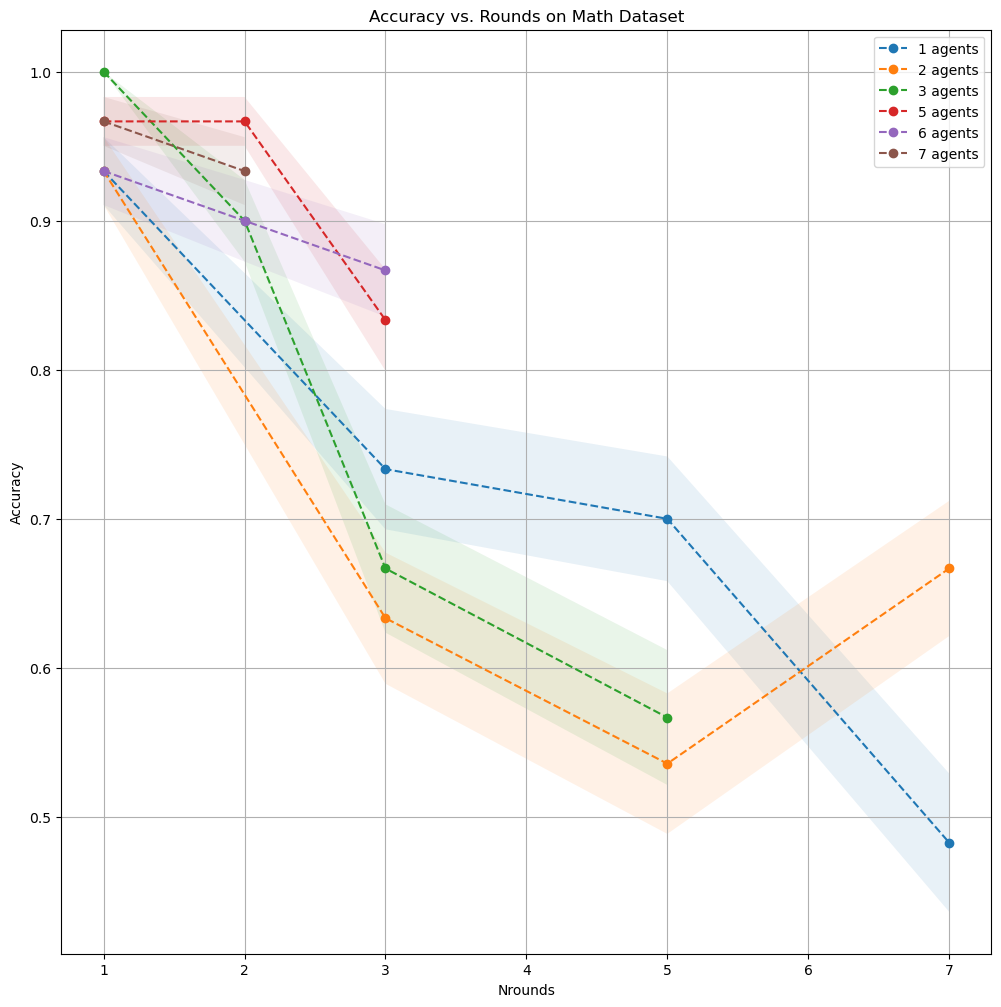 Accuracy vs. Rounds on Math Dataset
1 agents
2 agents
3 agents
5 agents
6 agents
7 agents
Accuracy
1.0
0.9
0.8
0.7
0.6
0.5
1 2 3 4 5 6 7
Nrounds